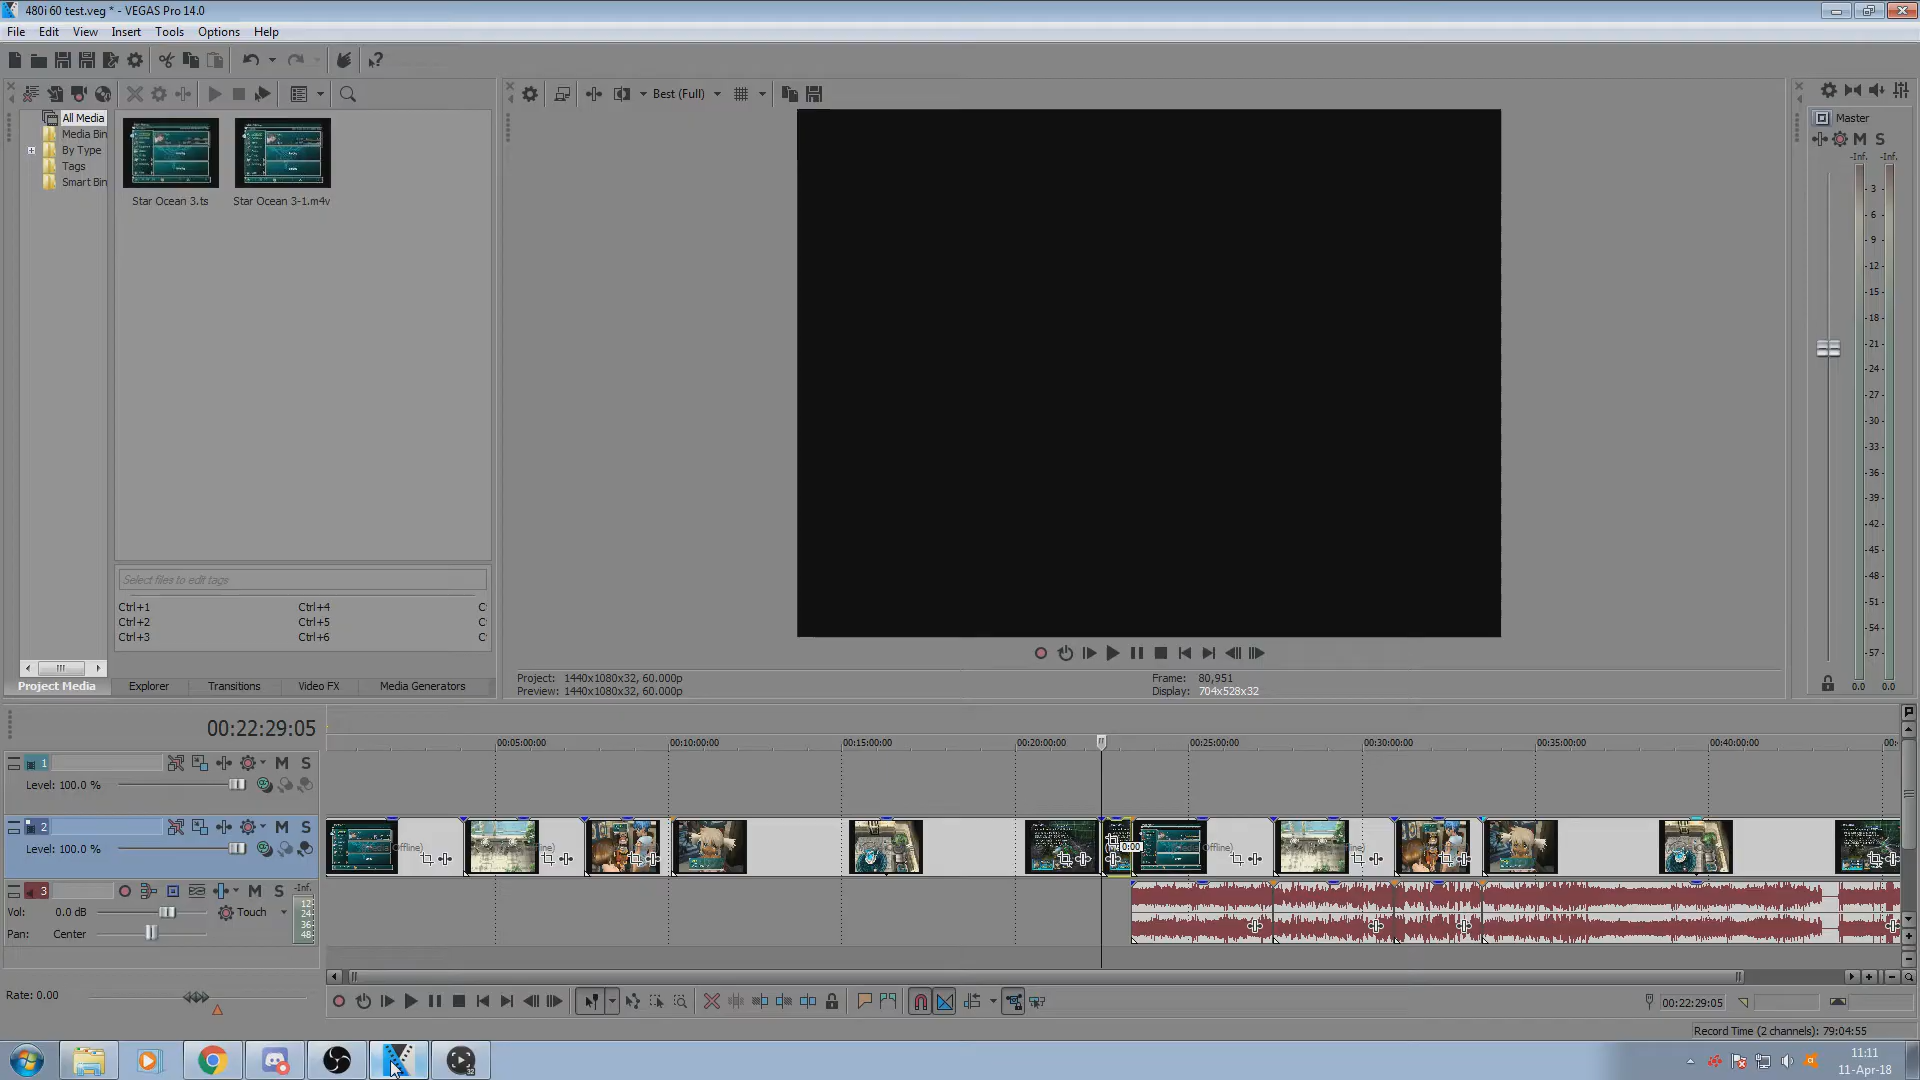 480i 60 test.veg * - VEGAS Pro 14.0
File Edit View Insert Tools Options Help
Best (Full)
All Media
Media Bin
By Type
Tags
Smart Bin
Star Ocean 3.ts
Star Ocean 3-1.m4v
Select files to edit tags
Ctrl+1 Ctrl+4 C
Ctrl+2 Ctrl+5 C
Ctrl+3 Ctrl+6 C
Project Media Explorer Transitions Video FX Media Generators
Project: 1440x1080x32, 60.000p
Preview: 1440x1080x32, 60.000p
Frame: 80,951
Display: 704x528x32
Master
M S
-Inf. -Inf.
- 3 -
- 6 -
- 9 -
- 12 -
- 15 -
- 18 -
- 21 -
- 24 -
- 27 -
- 30 -
- 33 -
- 36 -
- 39 -
- 42 -
- 45 -
- 48 -
- 51 -
- 54 -
- 57 -
0.0 0.0
00:22:29:05
00:05:00:00 00:10:00:00 00:15:00:00 00:20:00:00 00:25:00:00 00:30:00:00 00:35:00:00 00:40:00:00 00:
1 M S
Level: 100.0 %
2 M S
Level: 100.0 %
ffline) ffline)
3 M S -Inf.
Vol: 0.0 dB Touch
Pan: Center
12
24
36
48
0:00
Rate: 0.00
00:22:29:05
Record Time (2 channels): 79:04:55
11:11
11-Apr-18